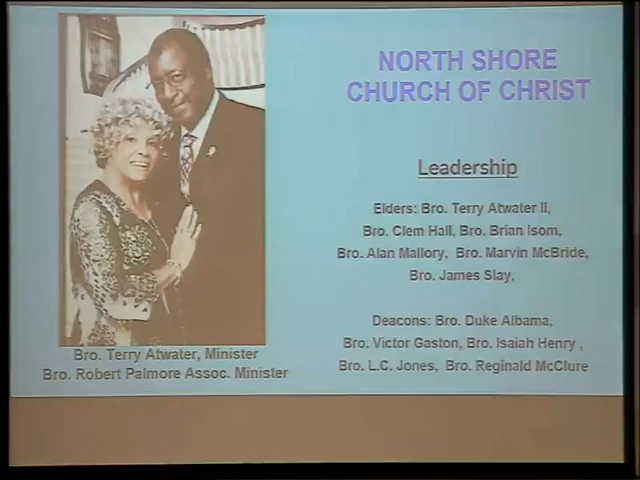 NORTH SHORE
CHURCH OF CHRIST
Leadership
Elders: Bro. Terry Atwater II,
Bro. Clem Hall, Bro. Brian Isom,
Bro. Alan Mallory, Bro. Marvin McBride,
Bro. James Slay,
Deacons: Bro. Duke Albama,
Bro. Victor Gaston, Bro. Isaiah Henry ,
Bro. L.C. Jones, Bro. Reginald McClure
Bro. Terry Atwater, Minister
Bro. Robert Palmore Assoc. Minister